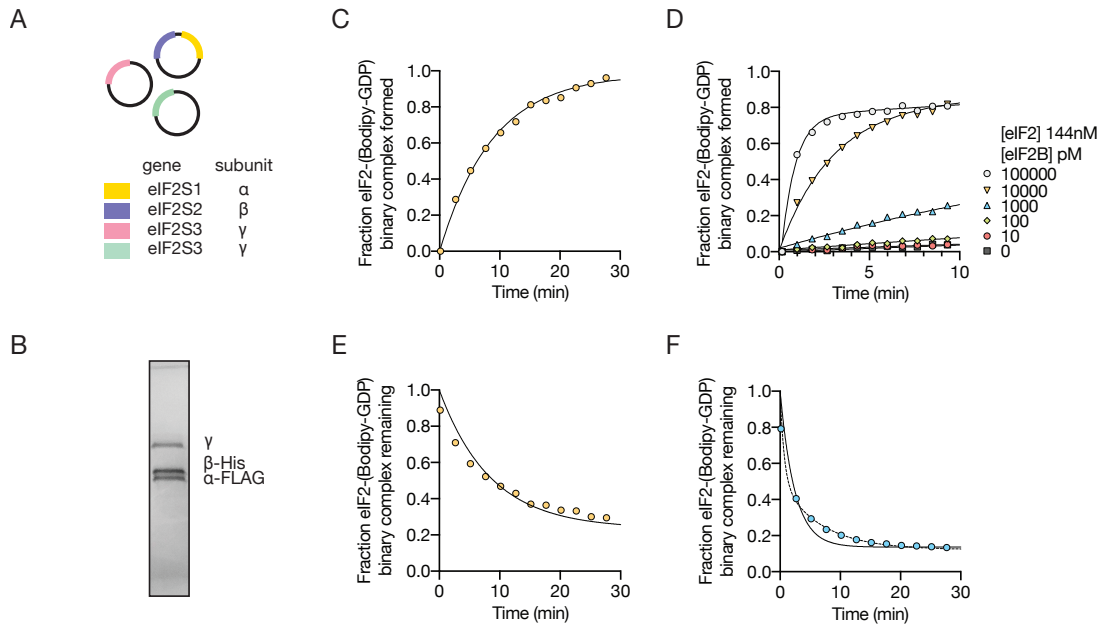 A
gene subunit
eIF2S1 α
eIF2S2 β
eIF2S3 γ
eIF2S3 γ
B
γ
β-His
α-FLAG
C
Fraction eIF2-(Bodipy-GDP)
binary complex formed
1.0
0.8
0.6
0.4
0.2
0.0
0 10 20 30
Time (min)
D
Fraction eIF2-(Bodipy-GDP)
binary complex formed
1.0
0.8
0.6
0.4
0.2
0.0
0 5 10
Time (min)
[eIF2] 144nM
[eIF2B] pM
100000
10000
1000
100
10
0
E
Fraction eIF2-(Bodipy-GDP)
binary complex remaining
1.0
0.8
0.6
0.4
0.2
0.0
0 10 20 30
Time (min)
F
Fraction eIF2-(Bodipy-GDP)
binary complex remaining
1.0
0.8
0.6
0.4
0.2
0.0
0 10 20 30
Time (min)